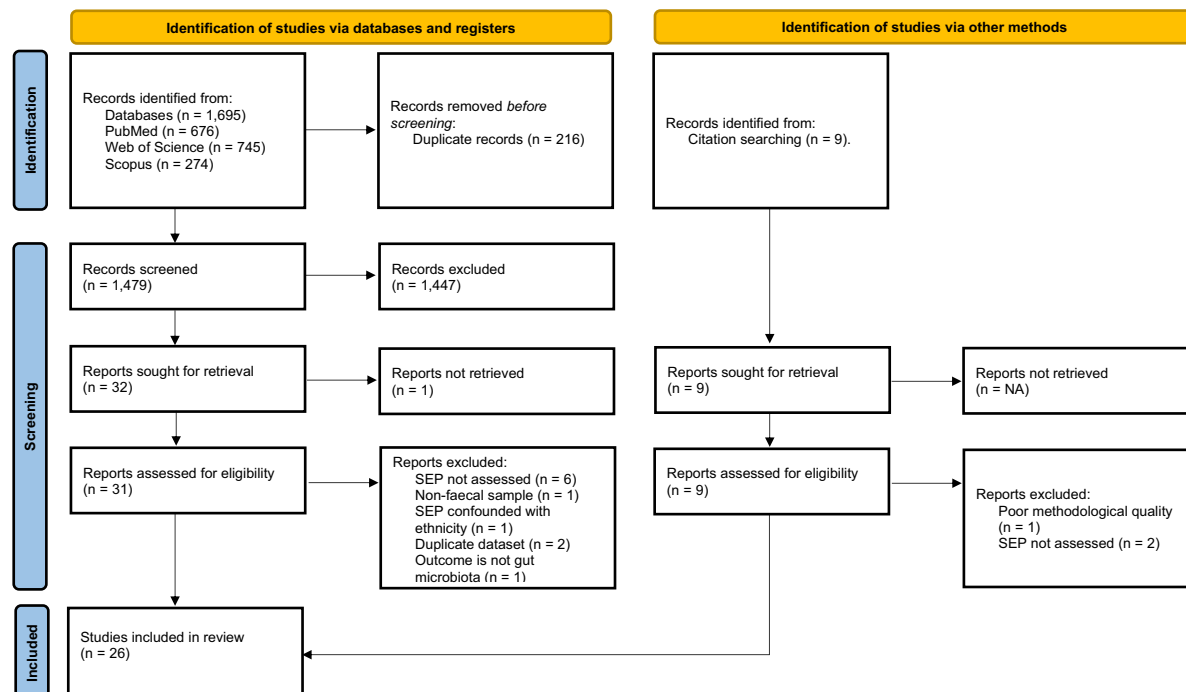 Identification of studies via databases and registers
Identification of studies via other methods
Identification
Records identified from:
Databases (n = 1,695)
PubMed (n = 676)
Web of Science (n = 745)
Scopus (n = 274)
Records removed before
screening:
Duplicate records (n = 216)
Records identified from:
Citation searching (n = 9).
Screening
Records screened
(n = 1,479)
Records excluded
(n = 1,447)
Reports sought for retrieval
(n = 32)
Reports not retrieved
(n = 1)
Reports sought for retrieval
(n = 9)
Reports not retrieved
(n = NA)
Reports assessed for eligibility
(n = 31)
Reports excluded:
SEP not assessed (n = 6)
Non-faecal sample (n = 1)
SEP confounded with
ethnicity (n = 1)
Duplicate dataset (n = 2)
Outcome is not gut
microbiota (n = 1)
Reports assessed for eligibility
(n = 9)
Reports excluded:
Poor methodological quality
(n = 1)
SEP not assessed (n = 2)
Included
Studies included in review
(n = 26)